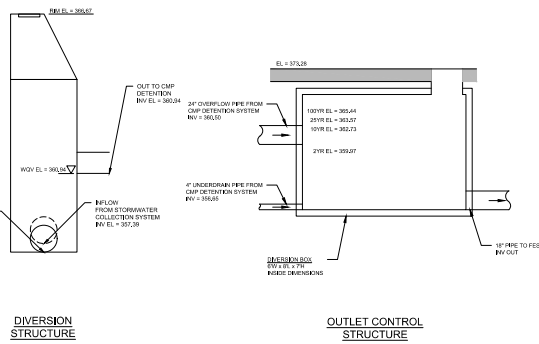 RIM EL = 366.67
OUT TO CMP
DETENTION
INV EL = 360.94
WQV EL = 360.94
INFLOW
FROM STORMWATER
COLLECTION SYSTEM
INV EL = 357.39
DIVERSION
STRUCTURE
EL = 373.28
24" OVERFLOW PIPE FROM
CMP DETENTION SYSTEM
INV = 360.50
100YR EL = 365.44
25YR EL = 363.57
10YR EL = 362.73
2YR EL = 359.97
4" UNDERDRAIN PIPE FROM
CMP DETENTION SYSTEM
INV = 356.65
DIVERSION BOX
6'W x 8'L x 7'H
INSIDE DIMENSIONS
18" PIPE TO FES
INV OUT
OUTLET CONTROL
STRUCTURE